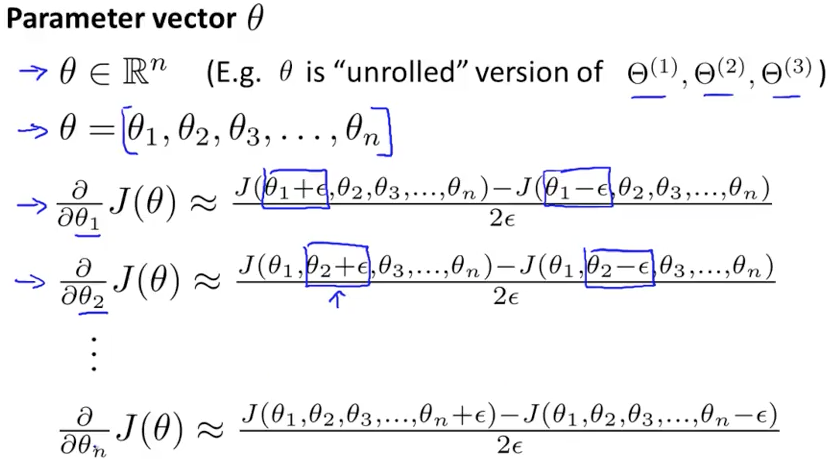 Parameter vector θ
→ θ ∈ ℝⁿ (E.g. θ is “unrolled” version of Θ⁽¹⁾, Θ⁽²⁾, Θ⁽³⁾)
→ θ = [θ₁, θ₂, θ₃, . . . , θₙ]
→ ∂/∂θ₁ J(θ) ≈ J(θ₁+ϵ,θ₂,θ₃,...,θₙ)−J(θ₁−ϵ,θ₂,θ₃,...,θₙ) / 2ϵ
→ ∂/∂θ₂ J(θ) ≈ J(θ₁,θ₂+ϵ,θ₃,...,θₙ)−J(θ₁,θ₂−ϵ,θ₃,...,θₙ) / 2ϵ
↑
⋮
∂/∂θₙ J(θ) ≈ J(θ₁,θ₂,θ₃,...,θₙ+ϵ)−J(θ₁,θ₂,θ₃,...,θₙ−ϵ) / 2ϵ